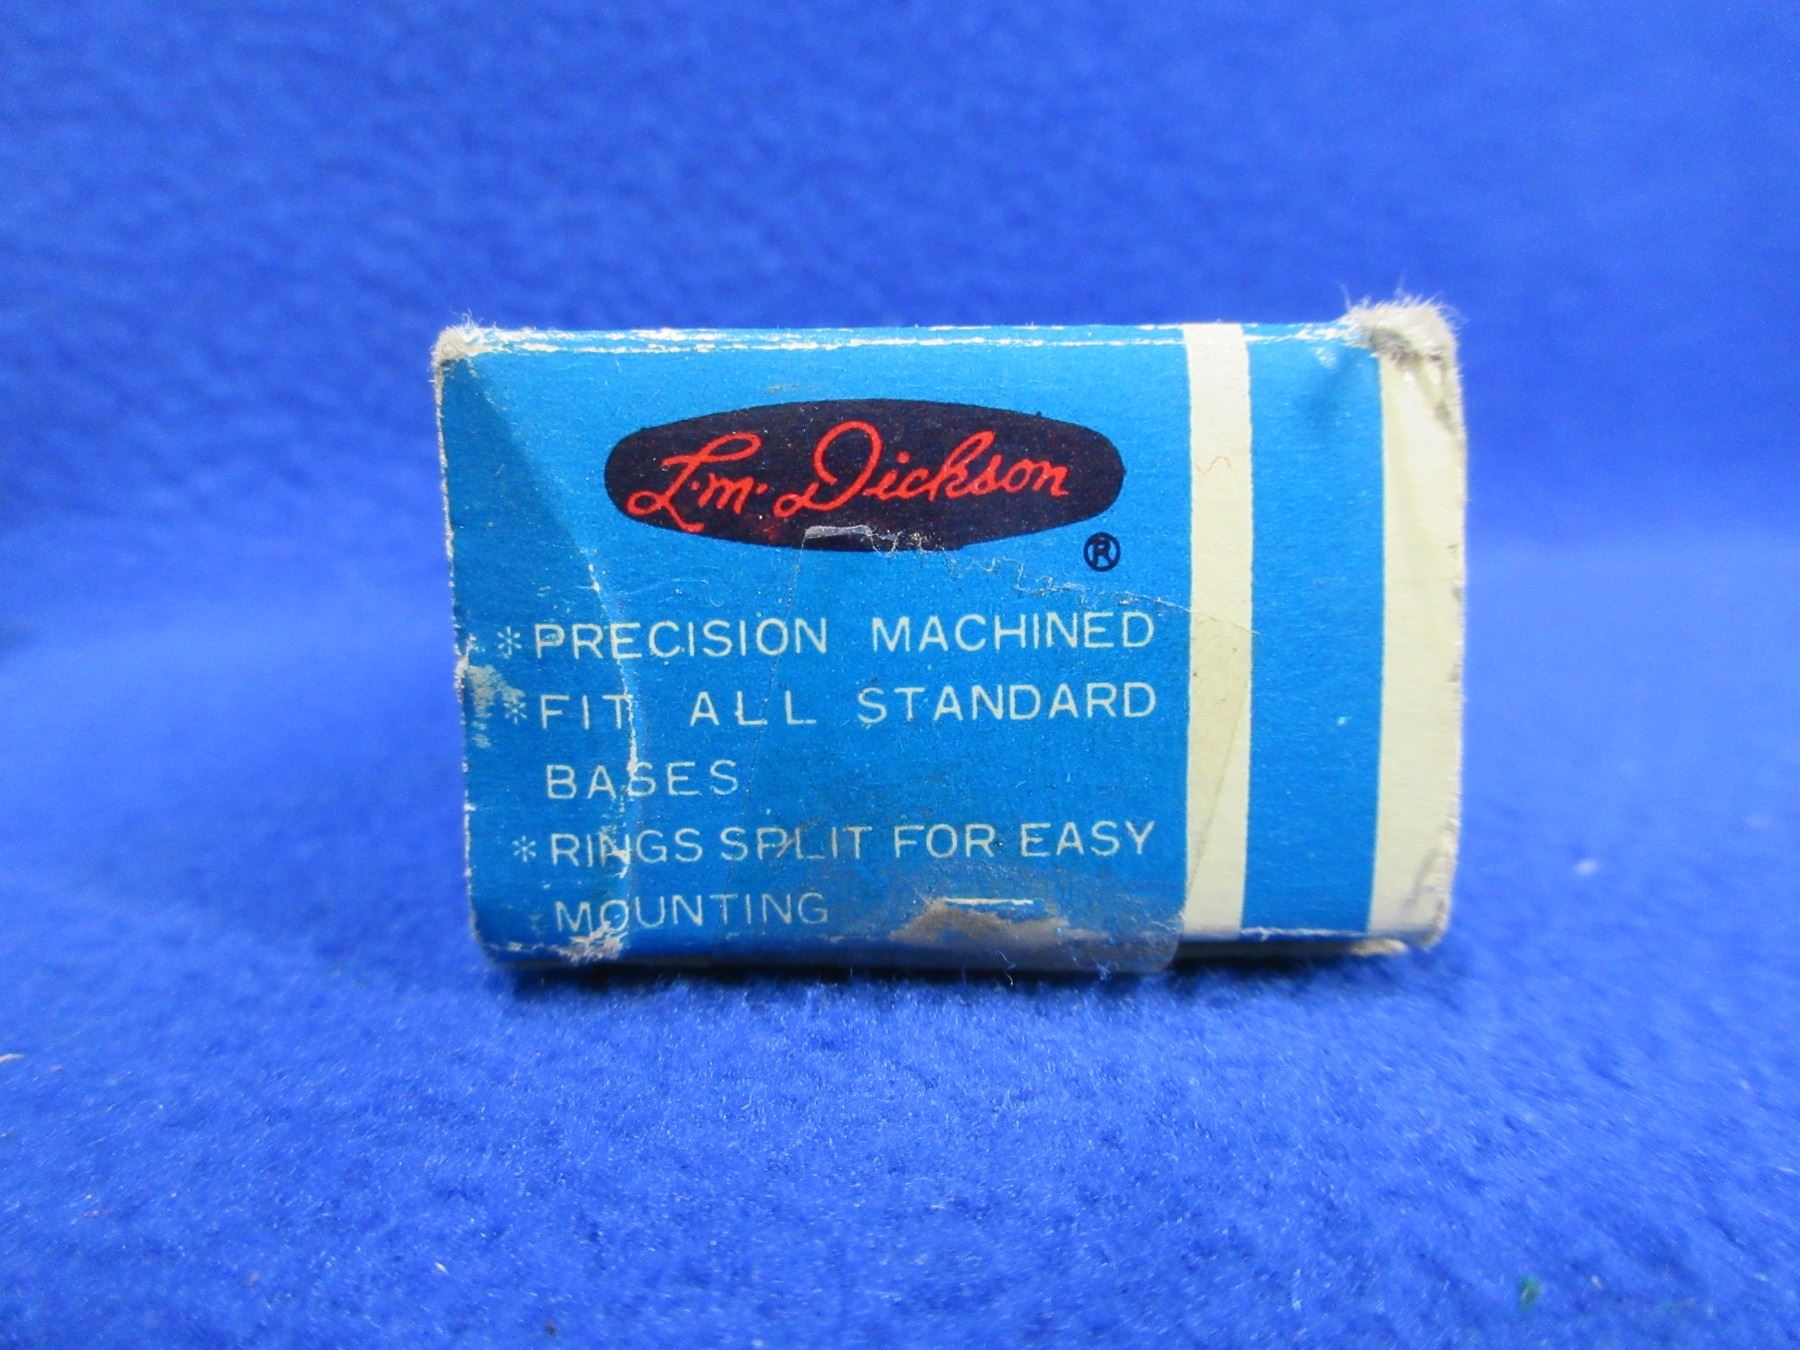 L.M. Dickson
®
*PRECISION MACHINED
*FIT ALL STANDARD
BASES
*RINGS SPLIT FOR EASY
MOUNTING